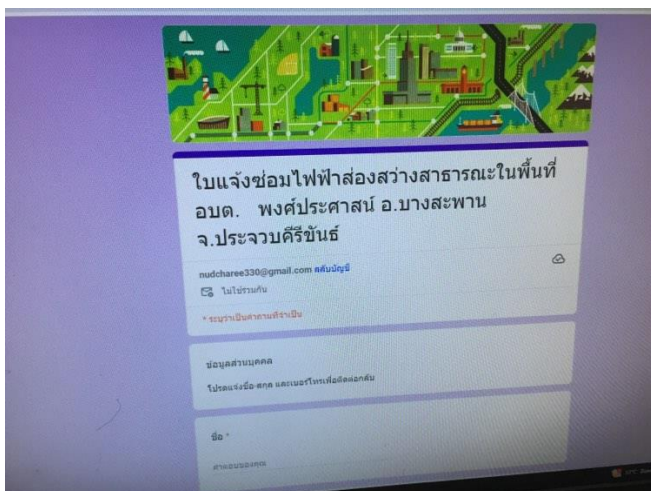 ใบแจ้งซ่อมไฟฟ้าส่องสว่างสาธารณะในพื้นที่
อบต. พงศ์ประศาสน์ อ.บางสะพาน
จ.ประจวบคีรีขันธ์
nudcharee330@gmail.com สลับบัญชี
ไม่ใช้ร่วมกัน
* ระบุว่าเป็นคำถามที่จำเป็น
ข้อมูลส่วนบุคคล
โปรดแจ้งชื่อ-สกุล และเบอร์โทรเพื่อติดต่อกลับ
ชื่อ *
คำตอบของคุณ